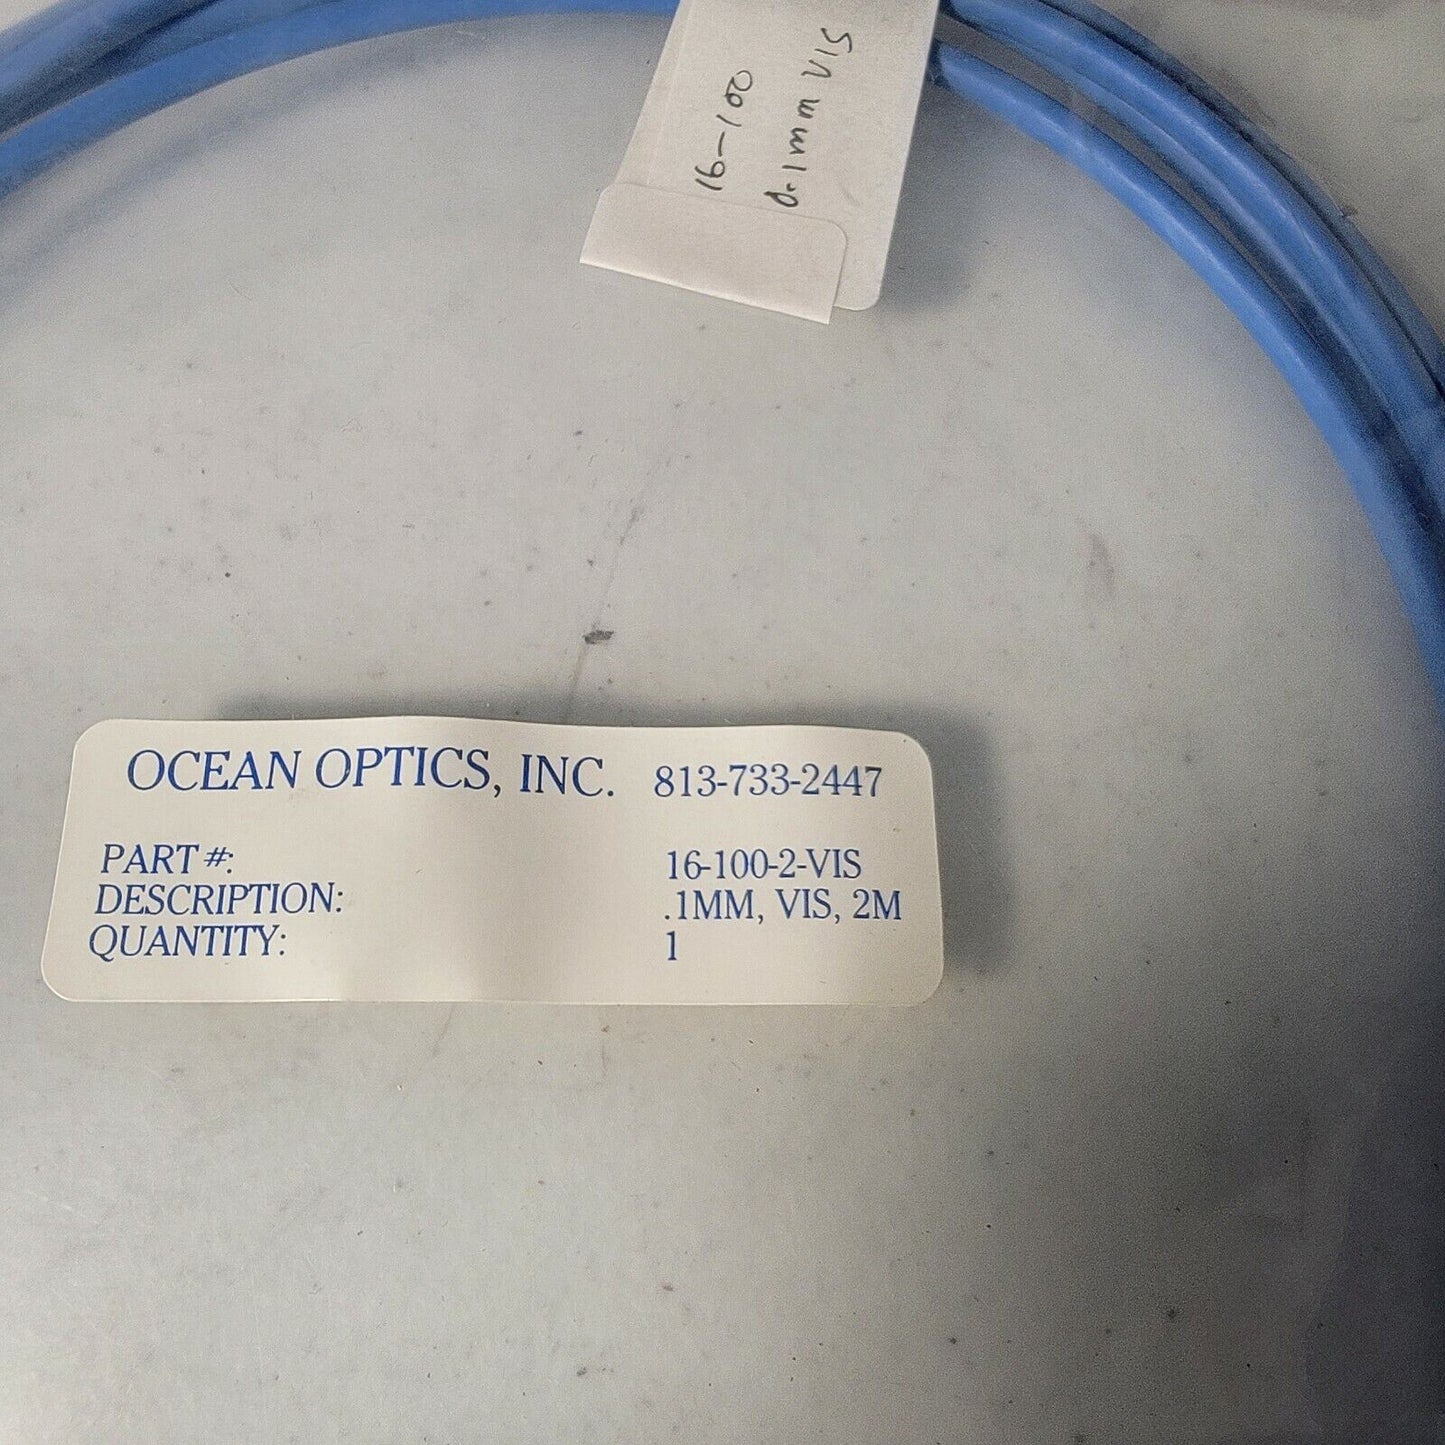 16-100
0.1mm VIS
OCEAN OPTICS, INC. 813-733-2447
PART #: 16-100-2-VIS
DESCRIPTION: .1MM, VIS, 2M
QUANTITY: 1